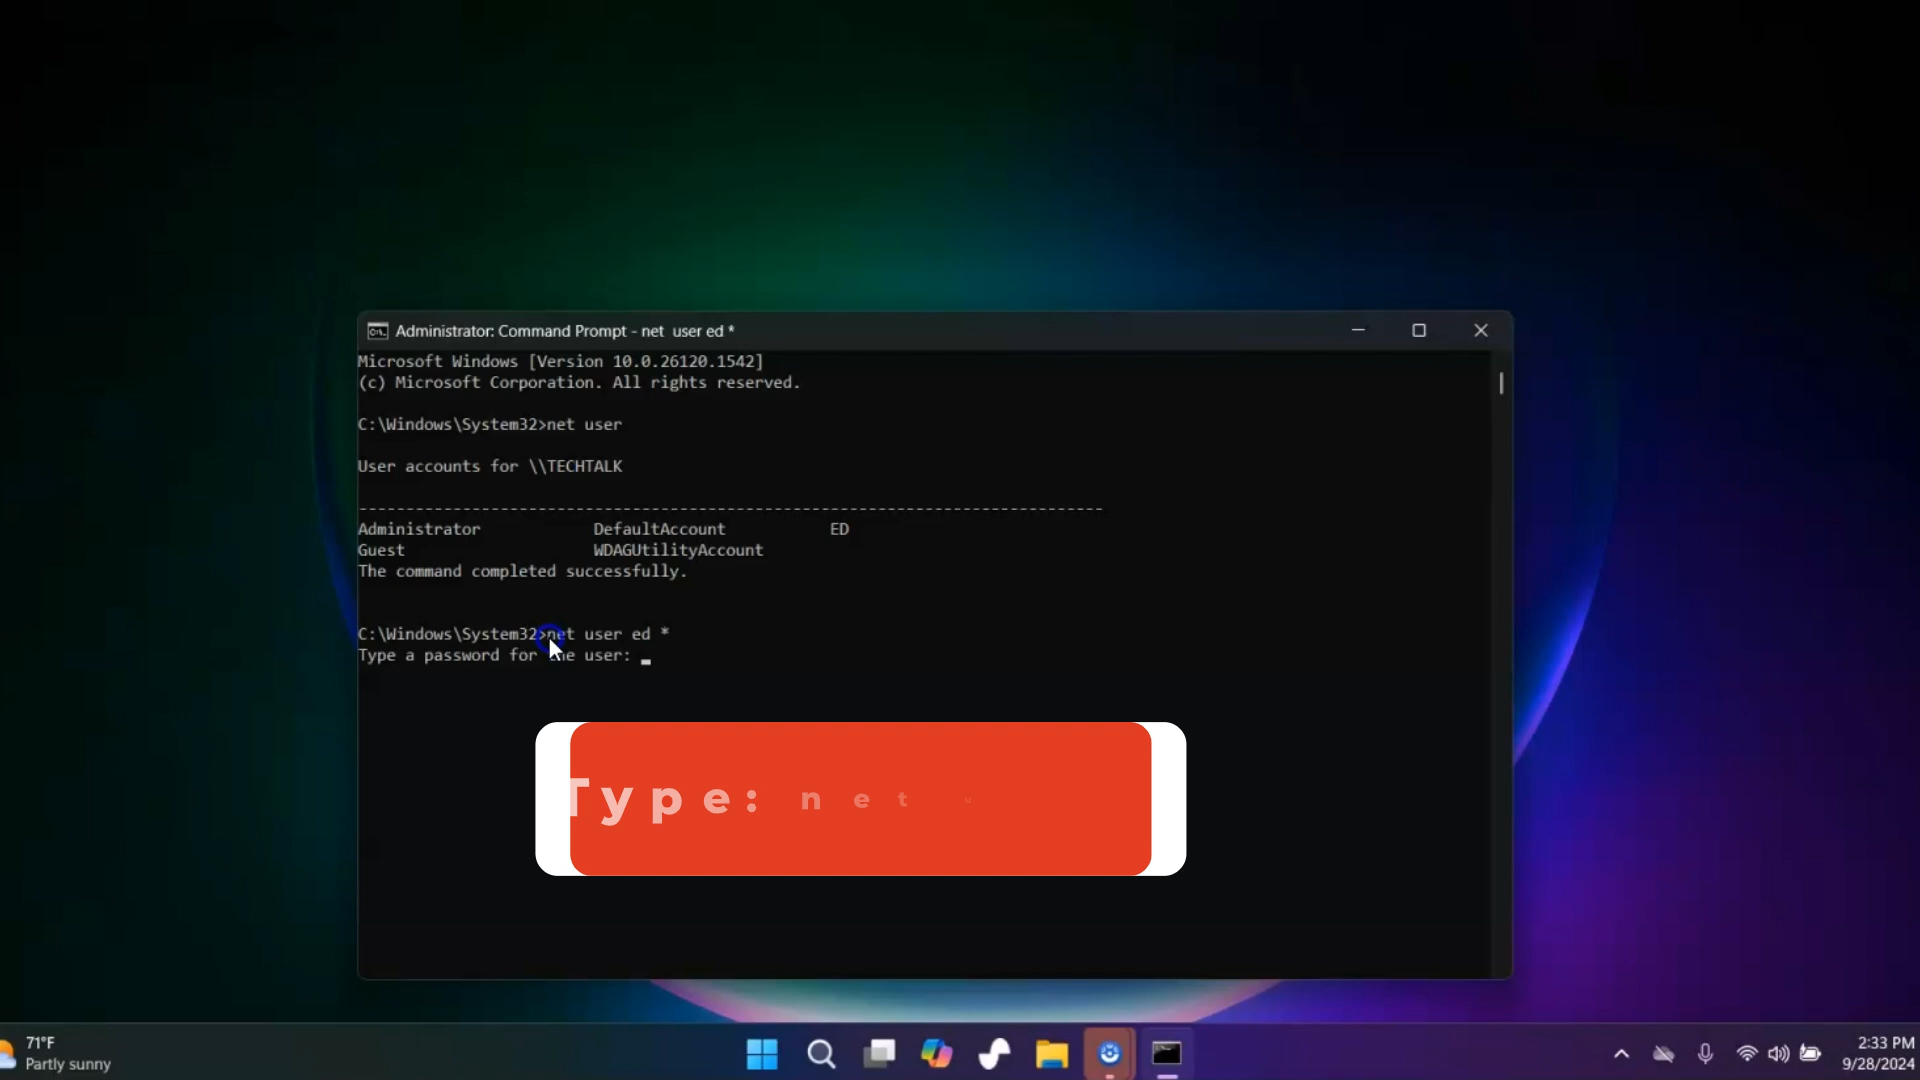 Administrator: Command Prompt - net  user ed *
Microsoft Windows [Version 10.0.26120.1542]
(c) Microsoft Corporation. All rights reserved.
C:\Windows\System32>net user
User accounts for \\TECHTALK
-------------------------------------------------------------------------------
Administrator            DefaultAccount           ED
Guest                    WDAGUtilityAccount
The command completed successfully.
C:\Windows\System32>net user ed *
Type a password for the user:
Type: net u
71°F
Partly sunny
2:33 PM
9/28/2024